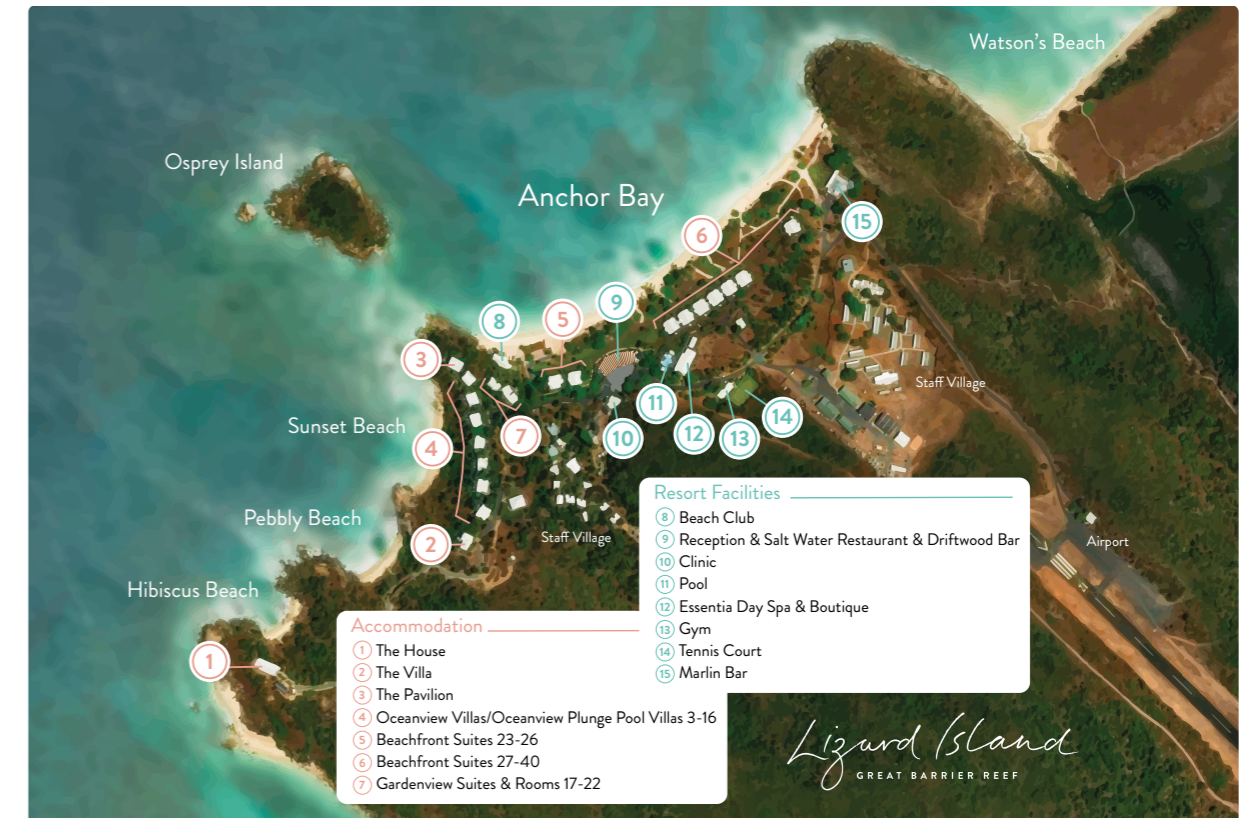 Watson's Beach
Osprey Island
Anchor Bay
6
15
9
8
5
3
Staff Village
11
14
Sunset Beach
7
12
13
10
4
Resort Facilities
8 Beach Club
9 Reception & Salt Water Restaurant & Driftwood Bar
10 Clinic
11 Pool
12 Essentia Day Spa & Boutique
13 Gym
14 Tennis Court
15 Marlin Bar
Pebbly Beach
2
Staff Village
Airport
Hibiscus Beach
1
Accommodation
1 The House
2 The Villa
3 The Pavilion
4 Oceanview Villas/Oceanview Plunge Pool Villas 3-16
5 Beachfront Suites 23-26
6 Beachfront Suites 27-40
7 Gardenview Suites & Rooms 17-22
Lizard Island
GREAT BARRIER REEF